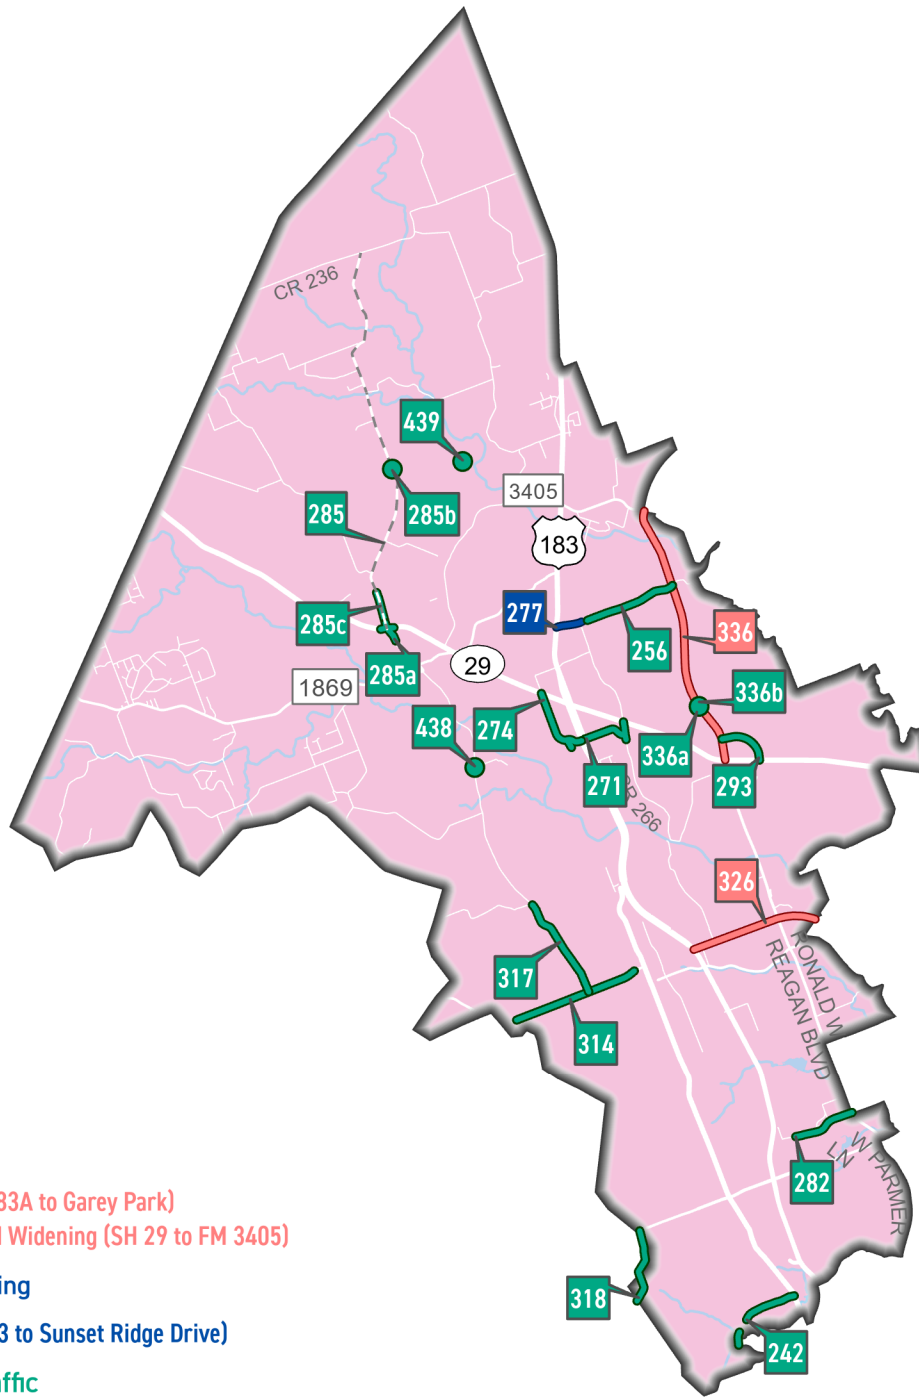 CR 236
439
3405
285
285b
183
277
285c
256
336
285a
29
1869
336b
438
274
336a
271
293
266
326
RONALD W
REAGAN BLVD
317
314
W PARMER
LN
282
83A to Garey Park)
Widening (SH 29 to FM 3405)
ing
318
3 to Sunset Ridge Drive)
242
affic